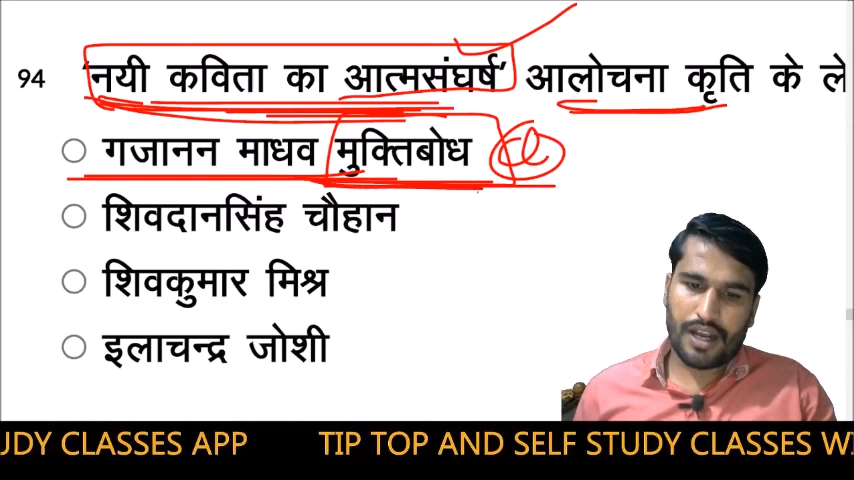 94 'नयी कविता का आत्मसंघर्ष' आलोचना कृति के ले
गजानन माधव मुक्तिबोध
शिवदानसिंह चौहान
शिवकुमार मिश्र
इलाचन्द्र जोशी
UDY CLASSES APP TIP TOP AND SELF STUDY CLASSES WI